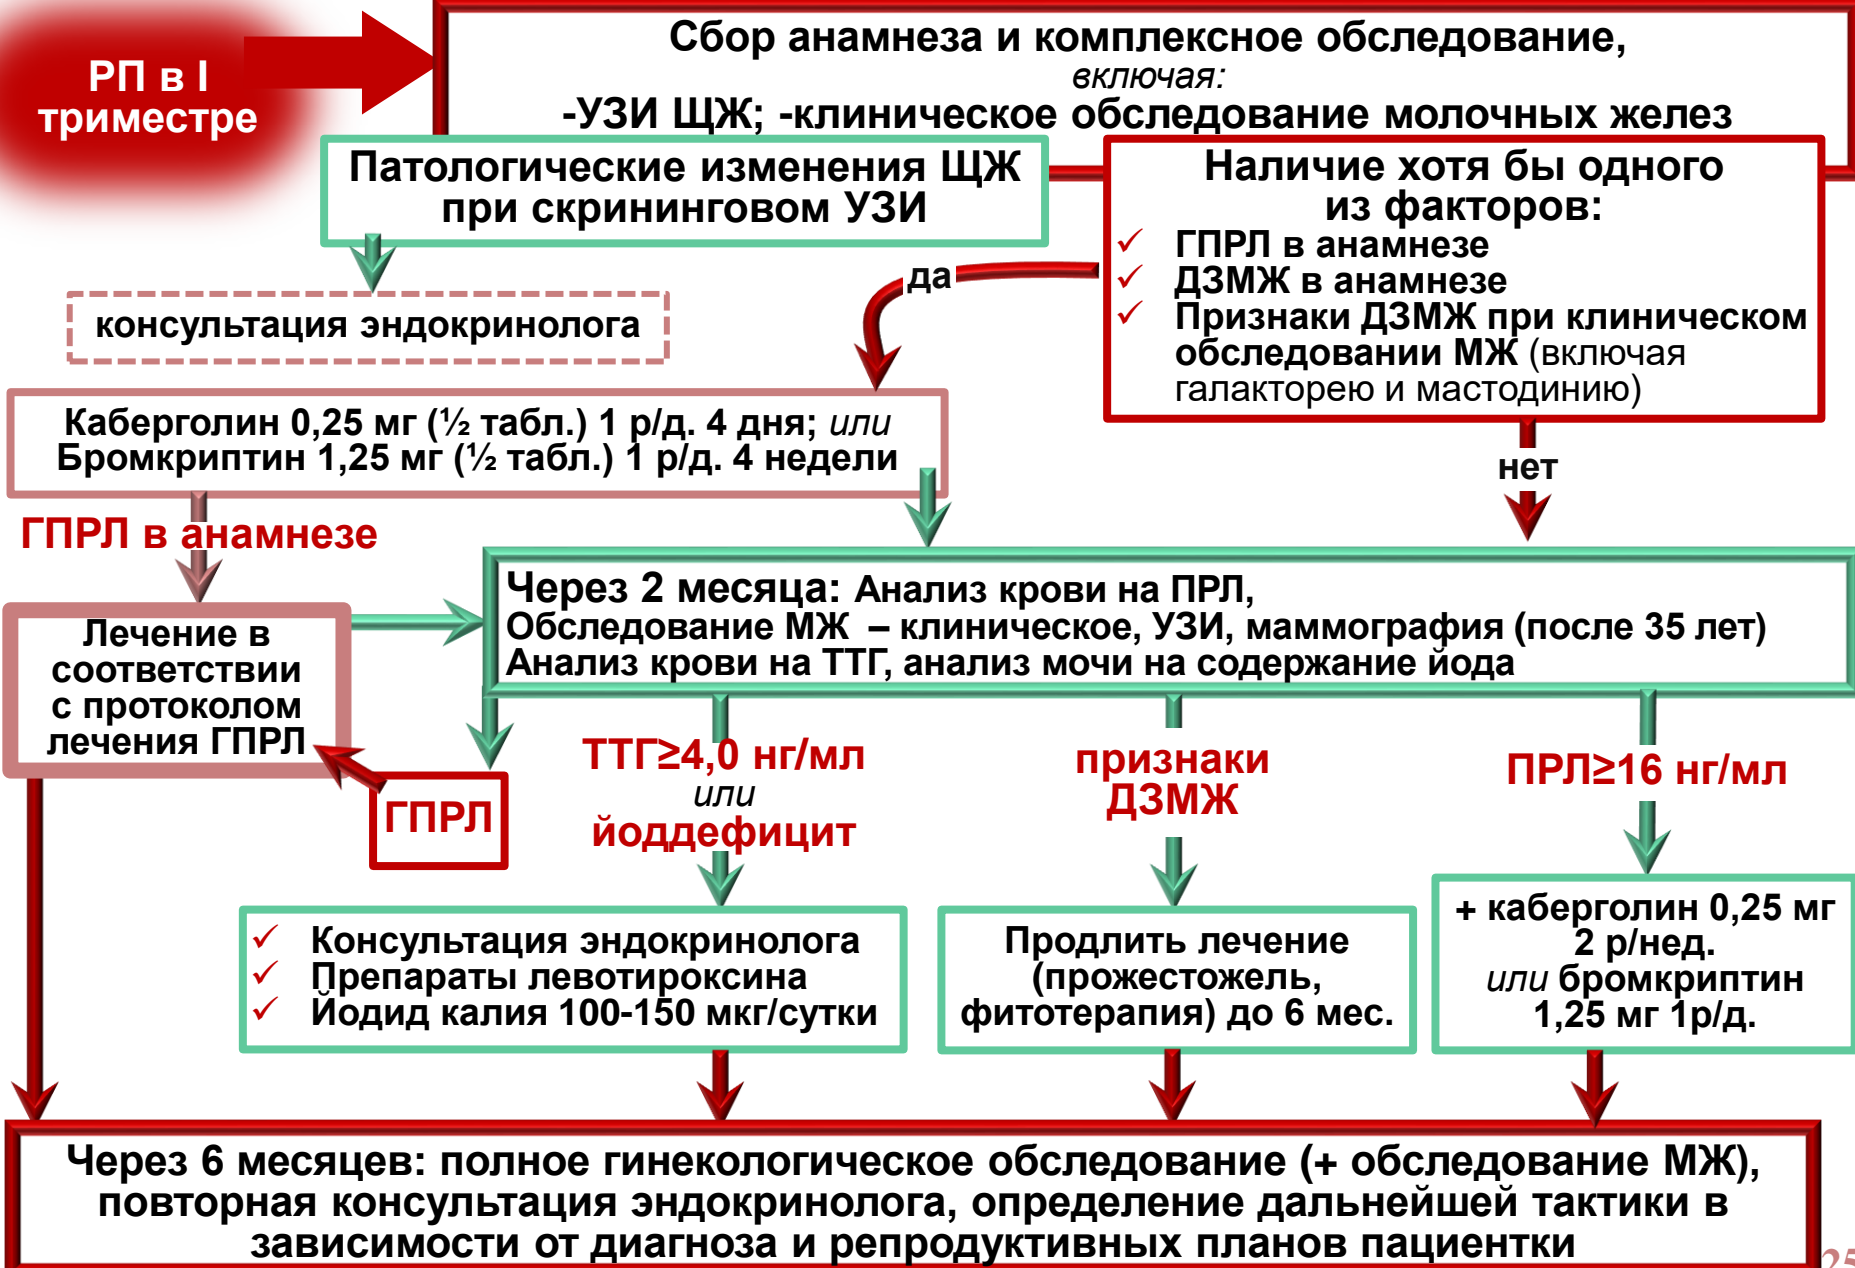 РП в I
триместре
Сбор анамнеза и комплексное обследование,
включая:
-УЗИ ЩЖ; -клиническое обследование молочных желез
Патологические изменения ЩЖ
при скрининговом УЗИ
Наличие хотя бы одного
из факторов:
✓ ГПРЛ в анамнезе
✓ ДЗМЖ в анамнезе
✓ Признаки ДЗМЖ при клиническом
обследовании МЖ (включая
галакторею и мастодинию)
да
консультация эндокринолога
Каберголин 0,25 мг (½ табл.) 1 р/д. 4 дня; или
Бромкриптин 1,25 мг (½ табл.) 1 р/д. 4 недели
нет
ГПРЛ в анамнезе
Через 2 месяца: Анализ крови на ПРЛ,
Обследование МЖ – клиническое, УЗИ, маммография (после 35 лет)
Анализ крови на ТТГ, анализ мочи на содержание йода
Лечение в
соответствии
с протоколом
лечения ГПРЛ
ГПРЛ
ТТГ≥4,0 нг/мл
или
йоддефицит
признаки
ДЗМЖ
ПРЛ≥16 нг/мл
✓ Консультация эндокринолога
✓ Препараты левотироксина
✓ Йодид калия 100-150 мкг/сутки
Продлить лечение
(прожестожель,
фитотерапия) до 6 мес.
+ каберголин 0,25 мг
2 р/нед.
или бромкриптин
1,25 мг 1р/д.
Через 6 месяцев: полное гинекологическое обследование (+ обследование МЖ),
повторная консультация эндокринолога, определение дальнейшей тактики в
зависимости от диагноза и репродуктивных планов пациентки
25